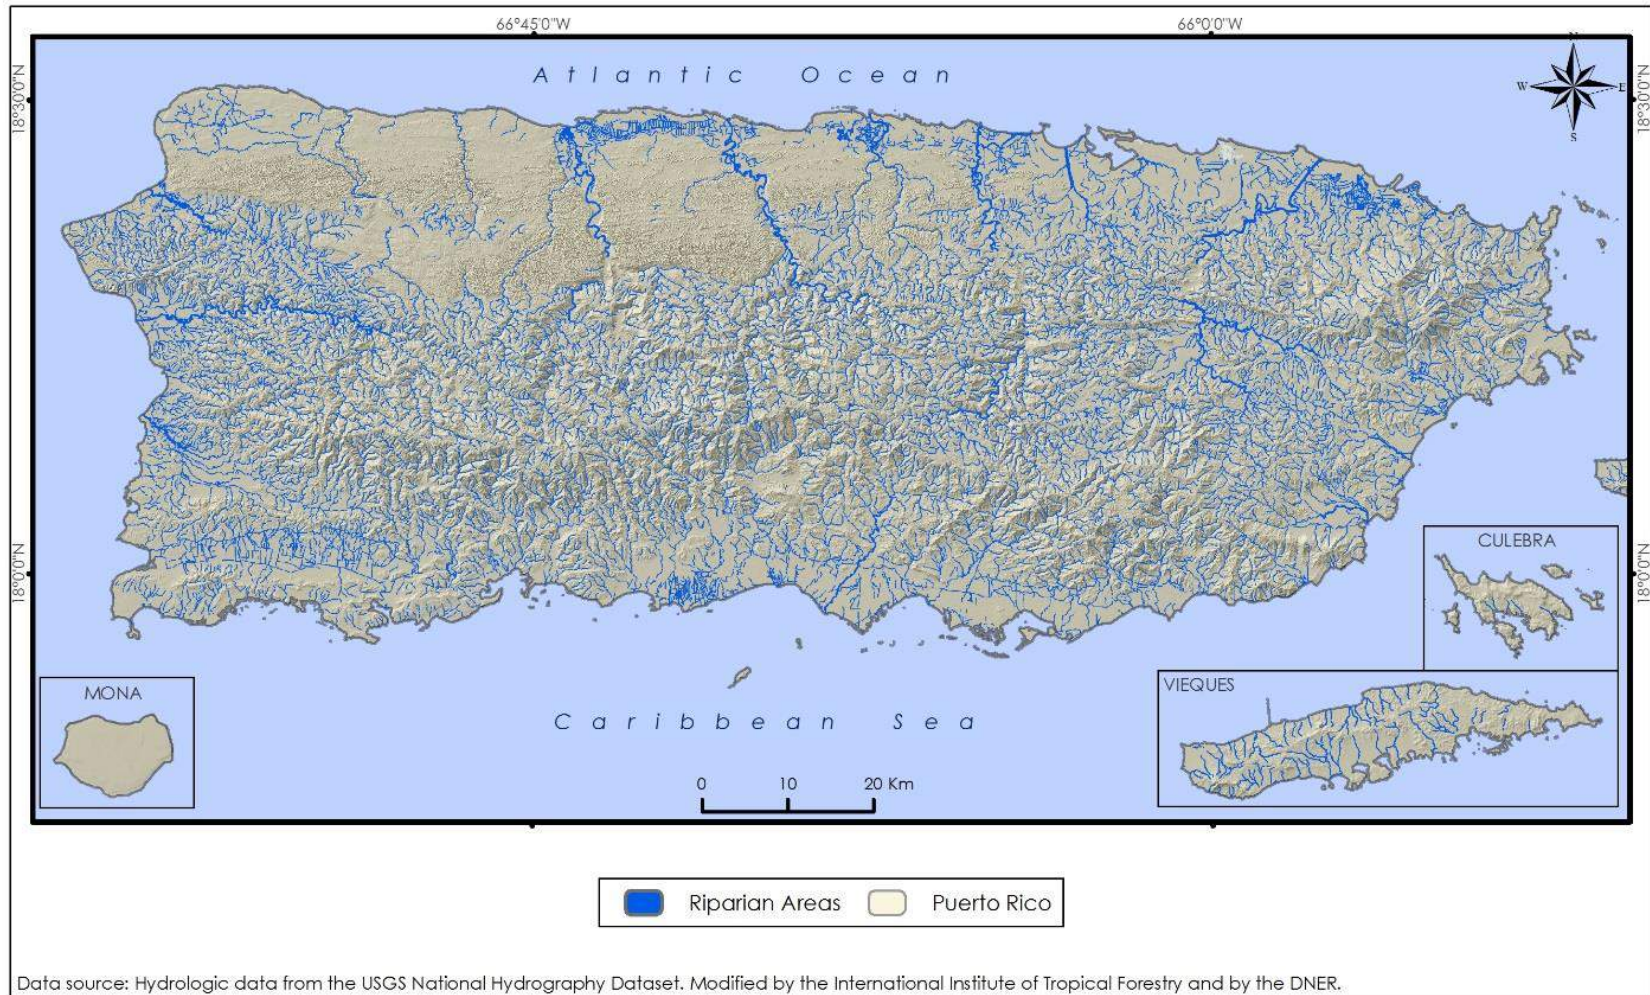 66°45'0"W 66°0'0"W
N
W E
S
18°30'0"N 18°30'0"N
Atlantic Ocean
18°0'0"N 18°0'0"N
CULEBRA
MONA
VIEQUES
Caribbean Sea
0 10 20 Km
Riparian Areas Puerto Rico
Data source: Hydrologic data from the USGS National Hydrography Dataset. Modified by the International Institute of Tropical Forestry and by the DNER.